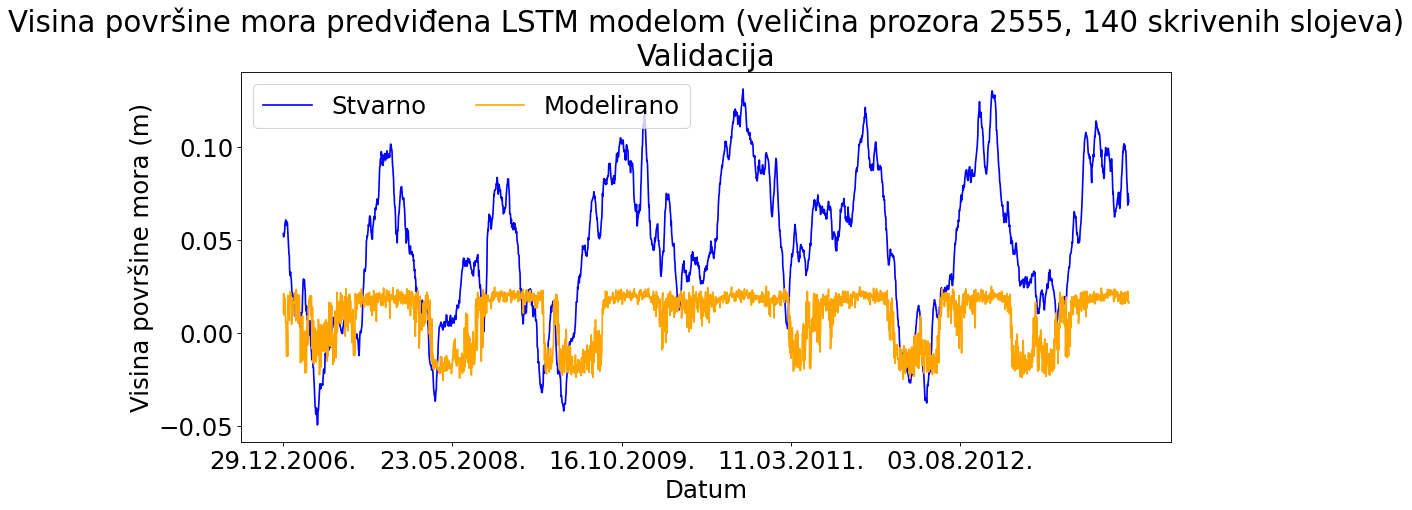 Visina površine mora predviđena LSTM modelom (veličina prozora 2555, 140 skrivenih slojeva)
Validacija
Stvarno Modelirano
Visina površine mora (m)
0.10
0.05
0.00
−0.05
29.12.2006. 23.05.2008. 16.10.2009. 11.03.2011. 03.08.2012.
Datum